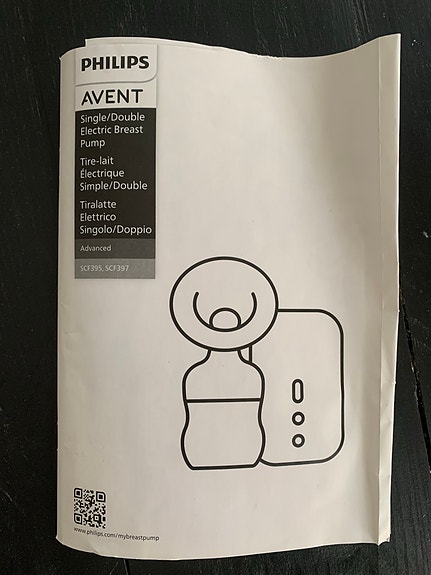 PHILIPS
AVENT
Single/Double
Electric Breast
Pump
Tire-lait
Électrique
Simple/Double
Tiralatte
Elettrico
Singolo/Doppio
Advanced
SCF395, SCF397
www.philips.com/mybreastpump